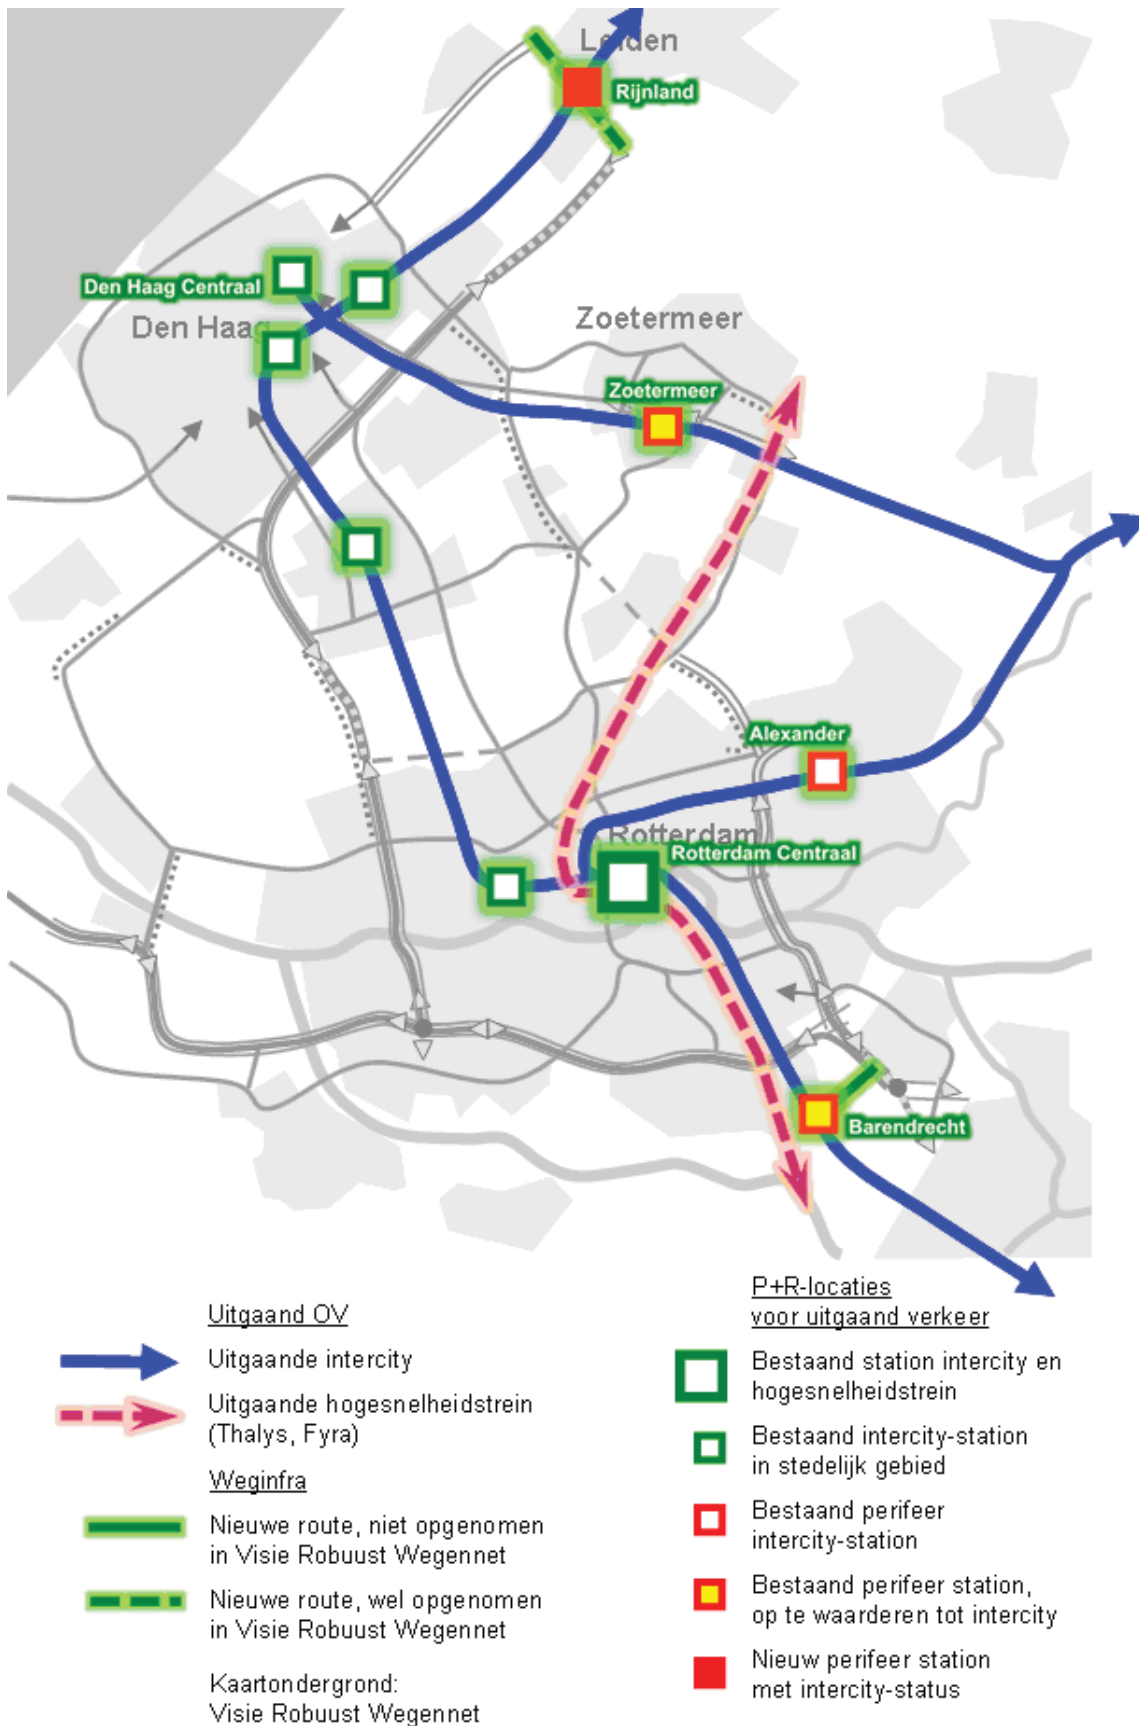 Leiden
Rijnland
Den Haag Centraal
Den Haag
Zoetermeer
Zoetermeer
Alexander
Rotterdam
Rotterdam Centraal
Barendrecht
Uitgaand OV
Uitgaande intercity
Uitgaande hogesnelheidstrein
(Thalys, Fyra)
Weginfra
Nieuwe route, niet opgenomen
in Visie Robuust Wegennet
Nieuwe route, wel opgenomen
in Visie Robuust Wegennet
Kaartondergrond:
Visie Robuust Wegennet
P+R-locaties
voor uitgaand verkeer
Bestaand station intercity en
hogesnelheidstrein
Bestaand intercity-station
in stedelijk gebied
Bestaand perifeer
intercity-station
Bestaand perifeer station,
op te waarderen tot intercity
Nieuw perifeer station
met intercity-status